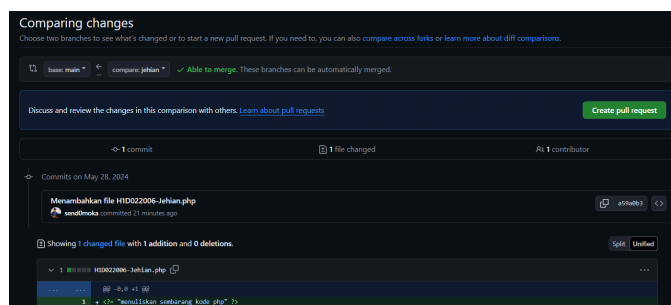 Comparing changes
Choose two branches to see what's changed or to start a new pull request. If you need to, you can also compare across forks or learn more about diff comparisons.
base: main compare: jehian ✓ Able to merge. These branches can be automatically merged.
Discuss and review the changes in this comparison with others. Learn about pull requests Create pull request
1 commit 1 file changed 1 contributor
Commits on May 28, 2024
Menambahkan file H1D022006-Jehian.php
send0moka committed 21 minutes ago a59a0b3
Showing 1 changed file with 1 addition and 0 deletions. Split Unified
1 H1D022006-Jehian.php
... ... @@ -0,0 +1 @@
1 + <?= "menuliskan sembarang kode php" ?>